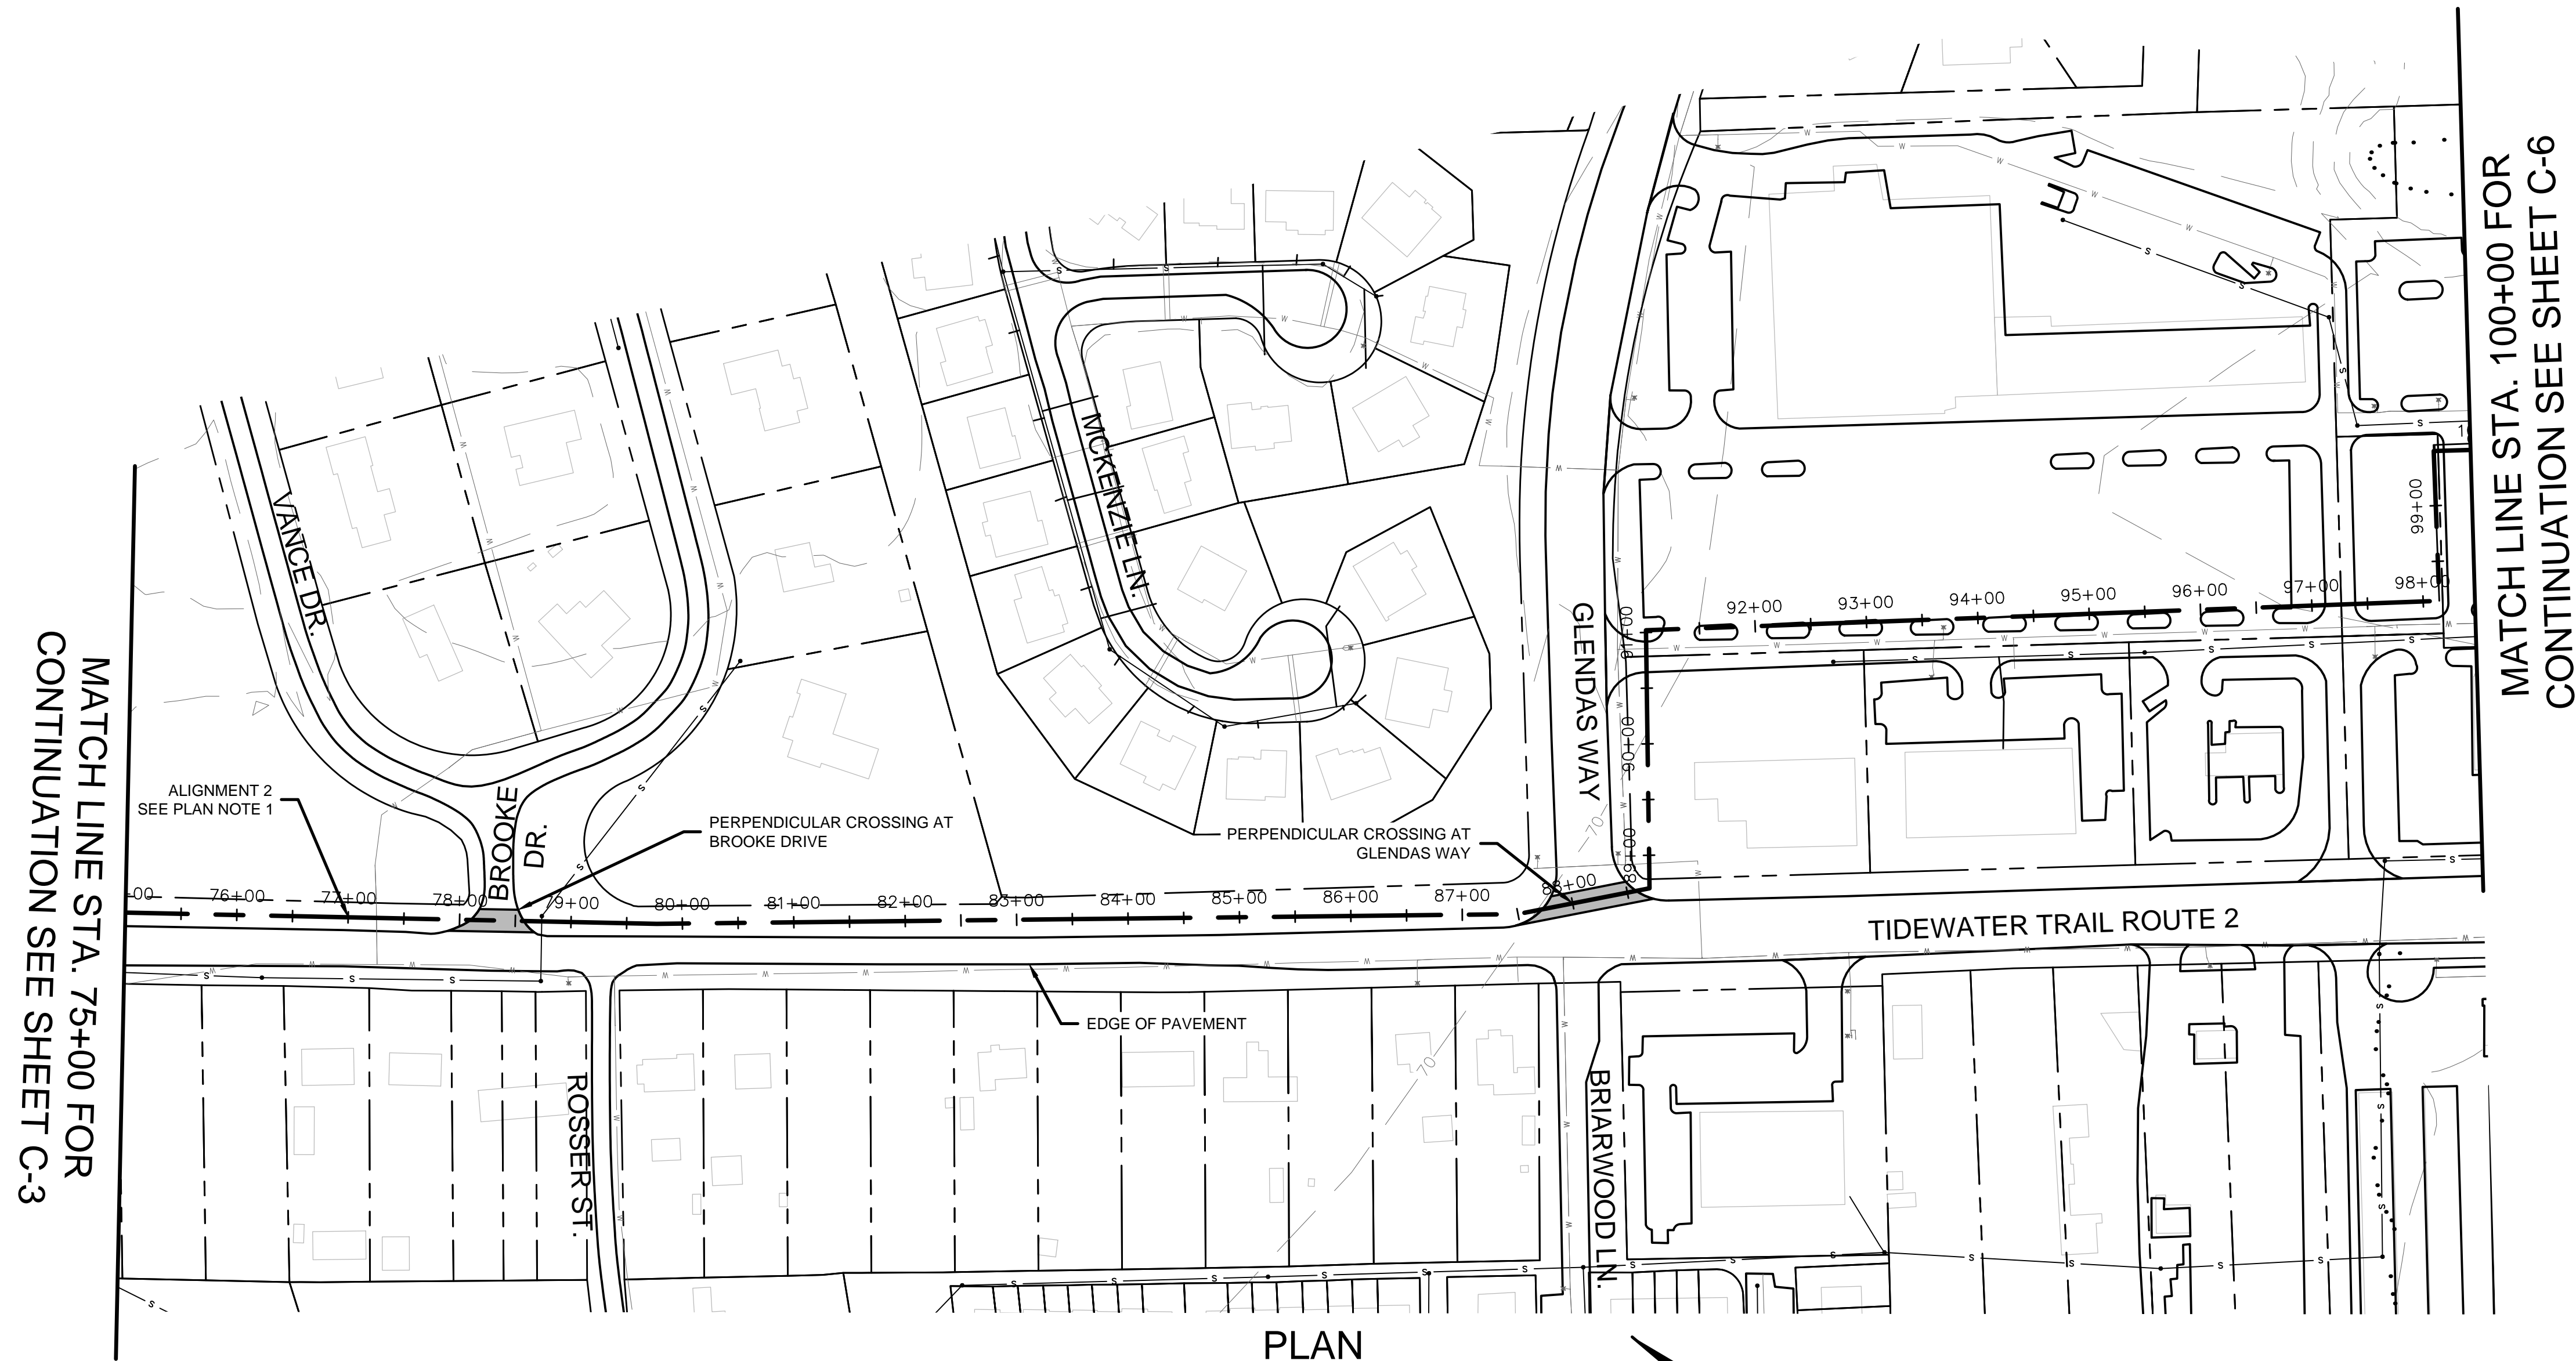 MATCH LINE STA. 75+00 FOR
CONTINUATION SEE SHEET C-3
MATCH LINE STA. 100+00 FOR
CONTINUATION SEE SHEET C-6
VANCE DR.
MCKENZIE LN.
GLENDAS WAY
BROOKE
DR.
ALIGNMENT 2
SEE PLAN NOTE 1
PERPENDICULAR CROSSING AT
BROOKE DRIVE
PERPENDICULAR CROSSING AT
GLENDAS WAY
76+00
77+00
78+00
79+00
80+00
81+00
82+00
83+00
84+00
85+00
86+00
87+00
88+00
89+00
90+00
91+00
92+00
93+00
94+00
95+00
96+00
97+00
98+00
99+00
70
TIDEWATER TRAIL ROUTE 2
EDGE OF PAVEMENT
ROSSER ST.
BRIARWOOD LN.
70
PLAN